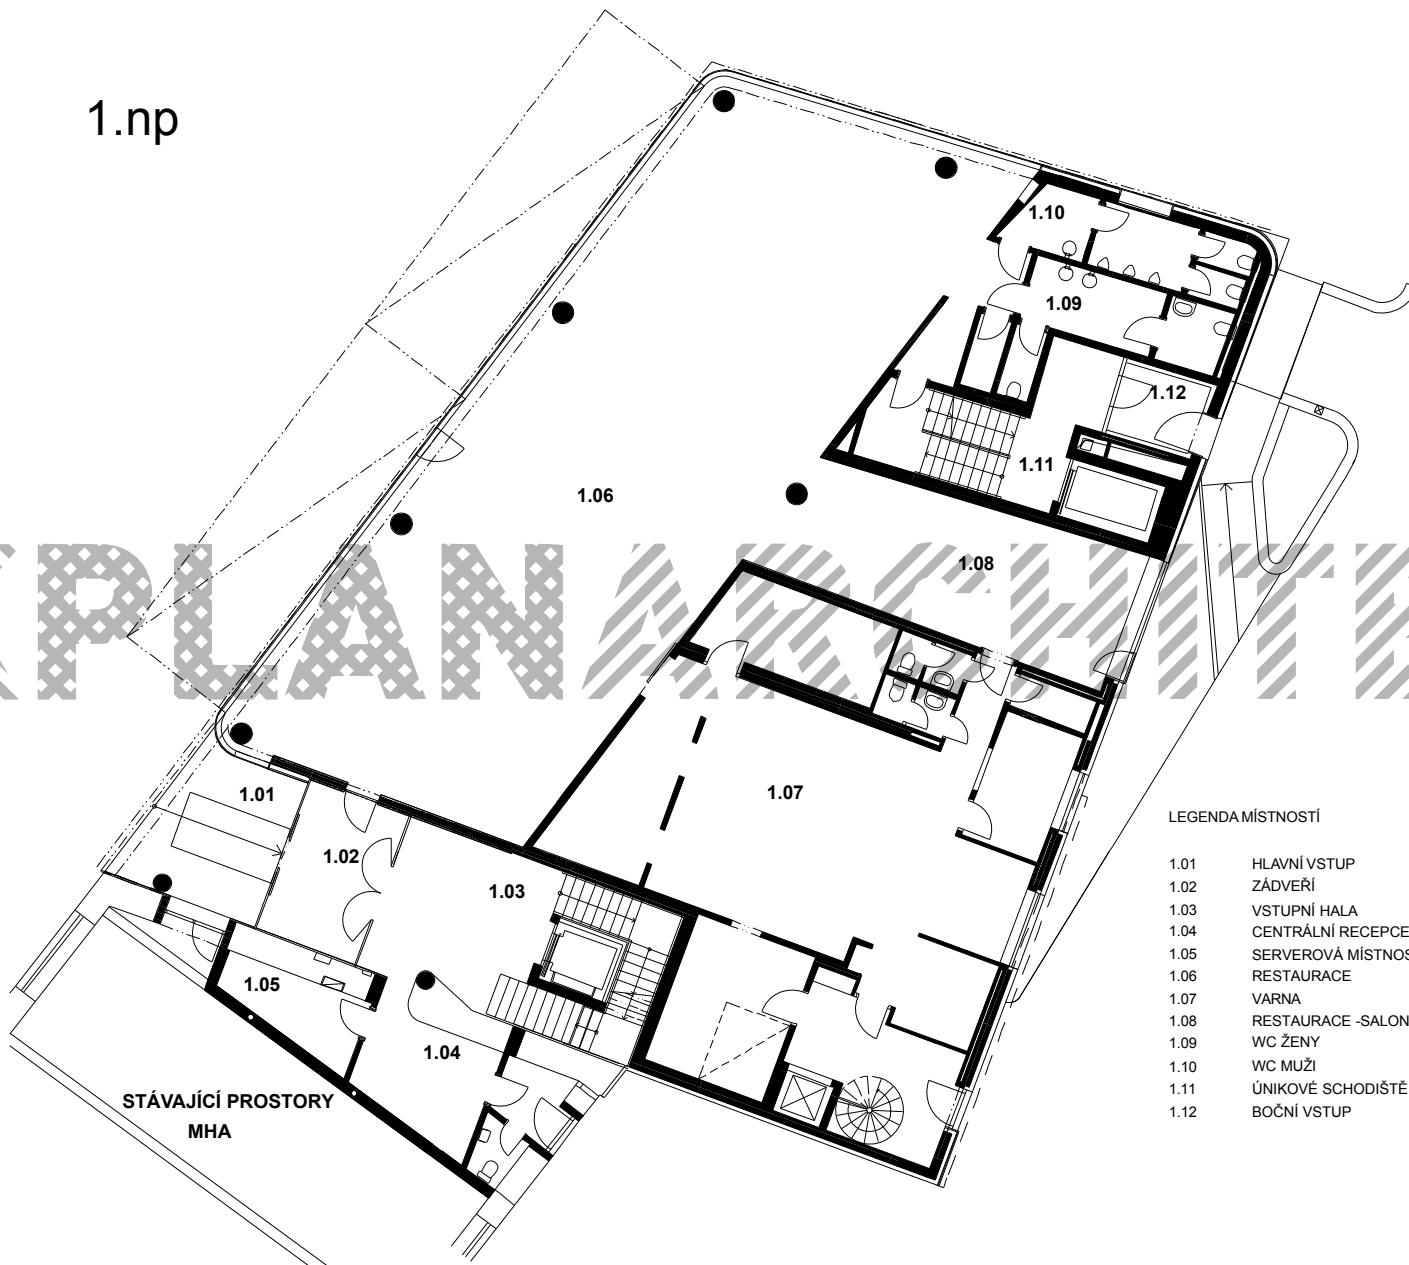 1.np
1.10
1.09
1.12
1.11
1.06
1.08
PLANARCHITE
1.01
1.07
1.02
1.03
1.05
1.04
STÁVAJÍCÍ PROSTORY
MHA
LEGENDA MÍSTNOSTÍ
1.01 HLAVNÍ VSTUP
1.02 ZÁDVEŘÍ
1.03 VSTUPNÍ HALA
1.04 CENTRÁLNÍ RECEPCE
1.05 SERVEROVÁ MÍSTNOS
1.06 RESTAURACE
1.07 VARNA
1.08 RESTAURACE -SALON
1.09 WC ŽENY
1.10 WC MUŽI
1.11 ÚNIKOVÉ SCHODIŠTĚ
1.12 BOČNÍ VSTUP